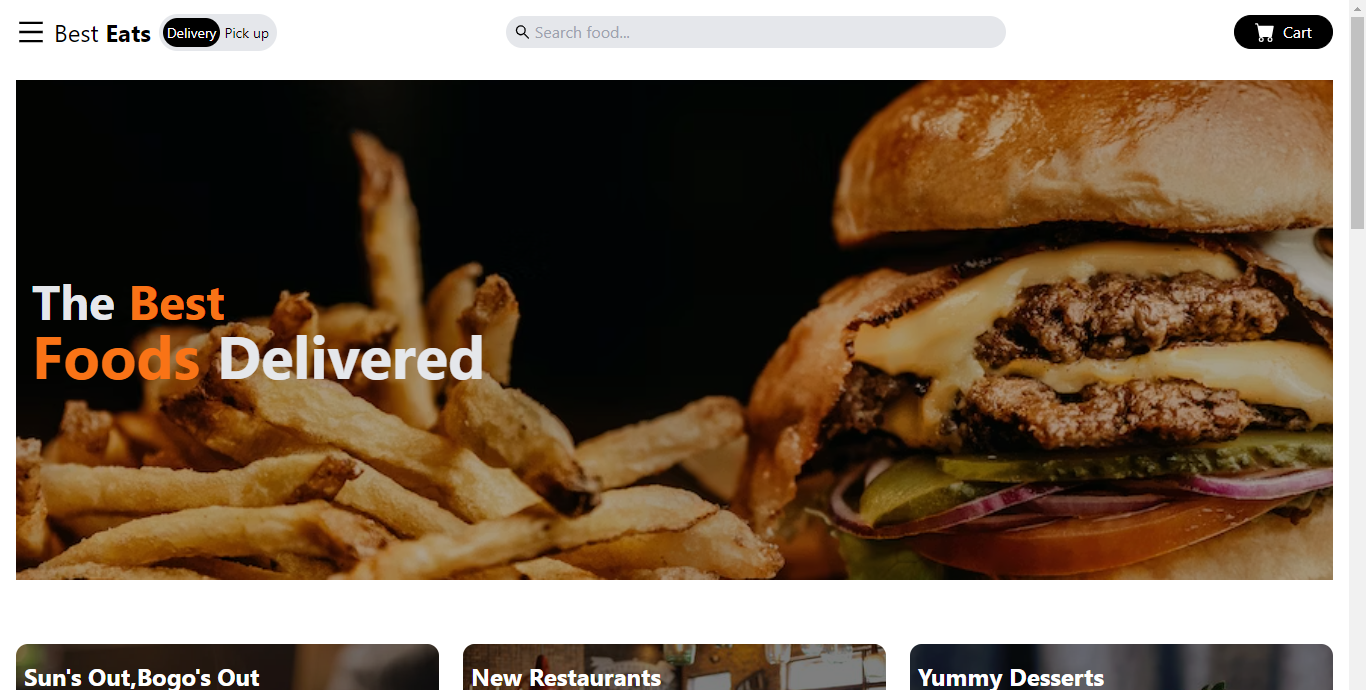 Best Eats
Delivery Pick up
Search food...
Cart
The Best
Foods Delivered
Sun's Out,Bogo's Out
New Restaurants
Yummy Desserts